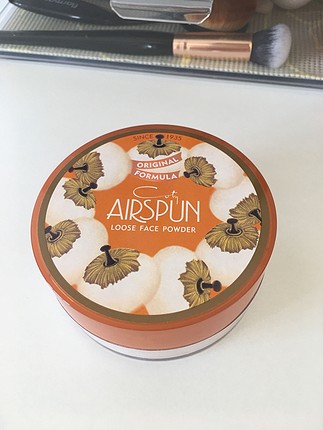 SINCE 1935
ORIGINAL
FORMULA
Coty
AIRSPUN
LOOSE FACE POWDER